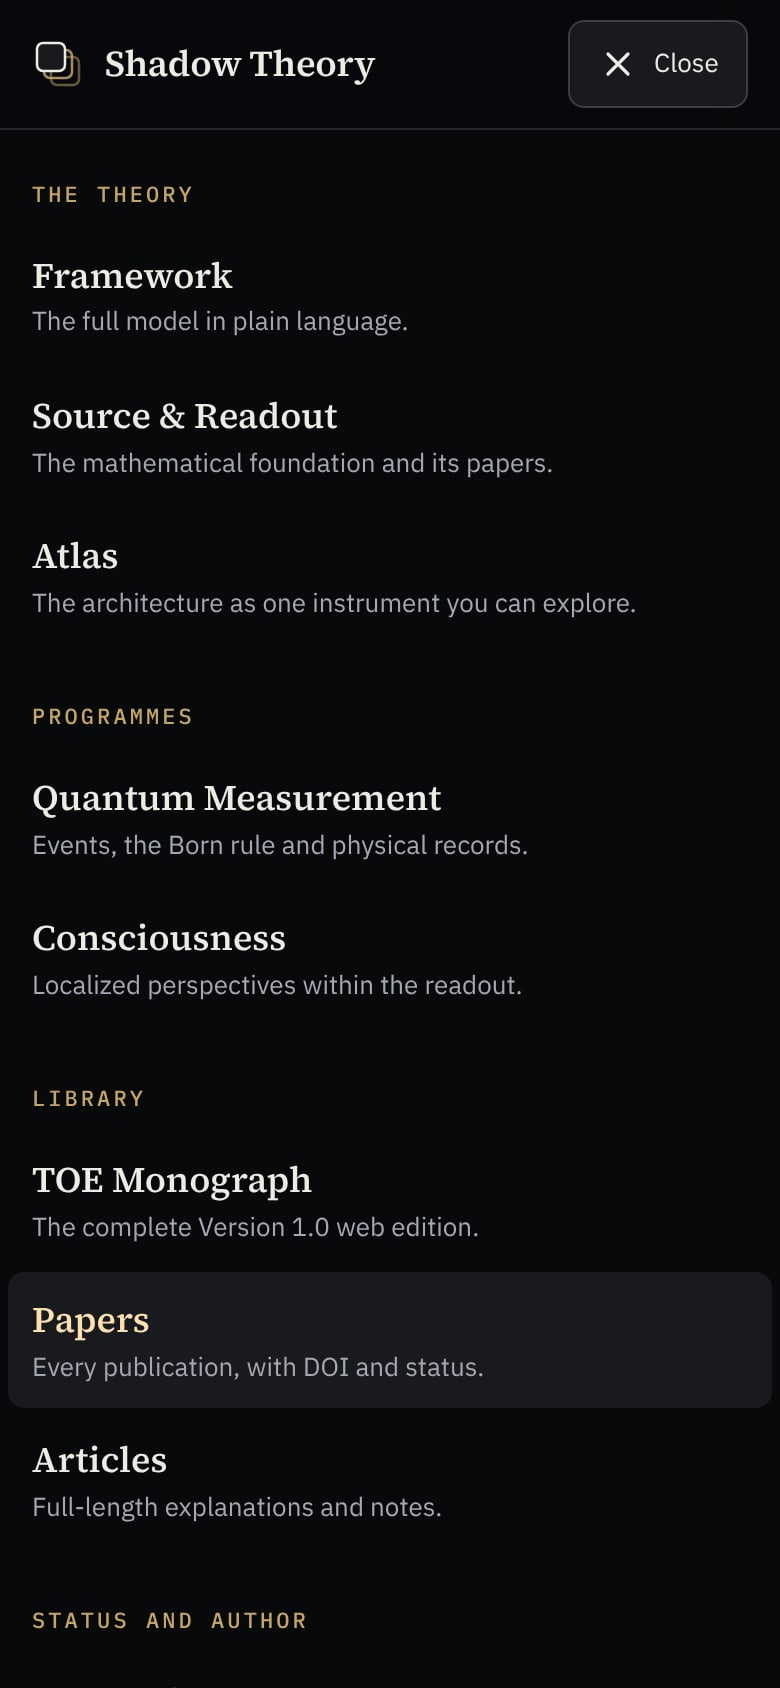 Shadow Theory
Close
THE THEORY
Framework
The full model in plain language.
Source & Readout
The mathematical foundation and its papers.
Atlas
The architecture as one instrument you can explore.
PROGRAMMES
Quantum Measurement
Events, the Born rule and physical records.
Consciousness
Localized perspectives within the readout.
LIBRARY
TOE Monograph
The complete Version 1.0 web edition.
Papers
Every publication, with DOI and status.
Articles
Full-length explanations and notes.
STATUS AND AUTHOR